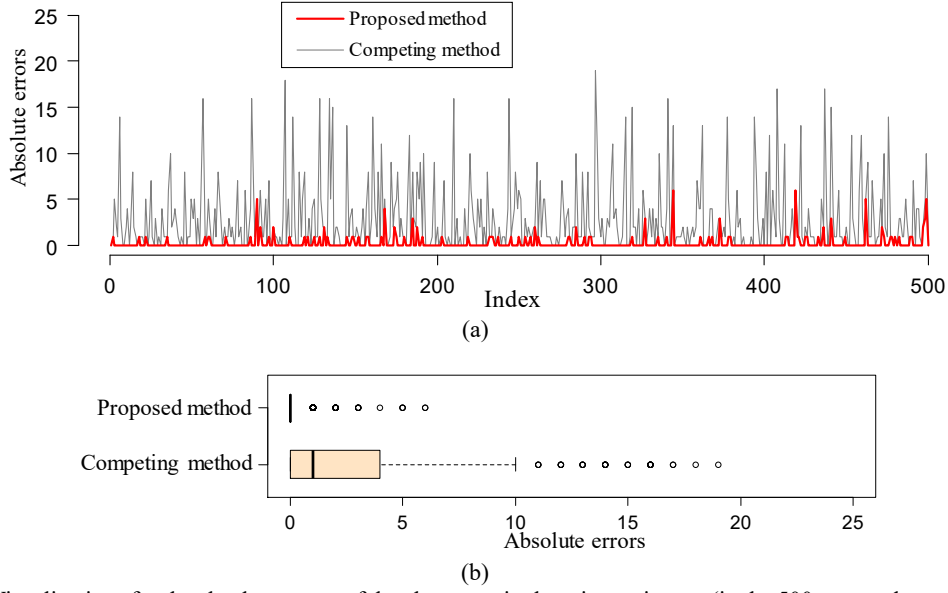 Proposed method
Competing method
Absolute errors
25
20
15
10
5
0
0 100 200 300 400 500
Index
(a)
Proposed method
Competing method
0 5 10 15 20 25
Absolute errors
(b)